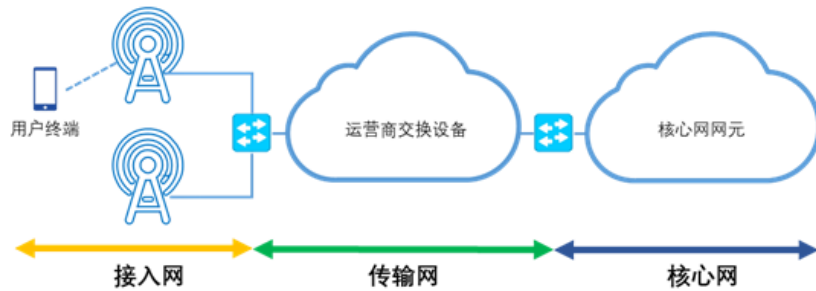 用户终端
运营商交换设备
核心网网元
接入网
传输网
核心网